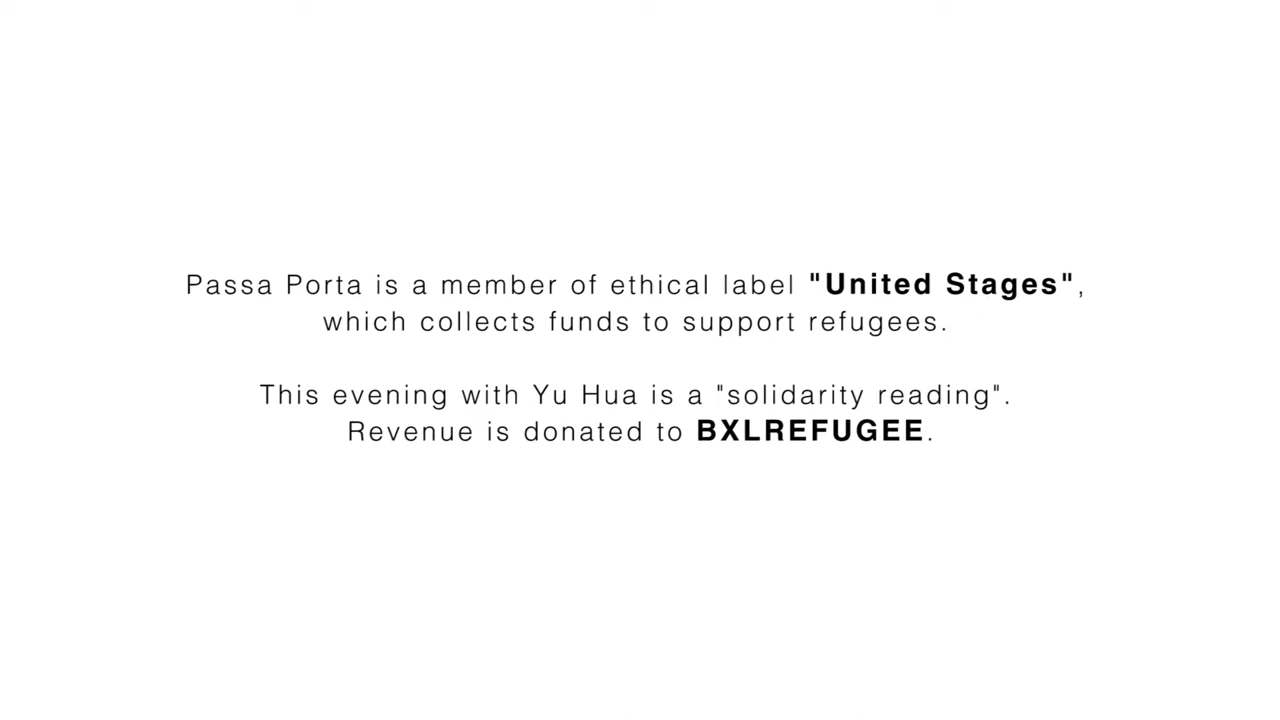 Passa Porta is a member of ethical label "United Stages",
which collects funds to support refugees.
This evening with Yu Hua is a "solidarity reading".
Revenue is donated to BXLREFUGEE.